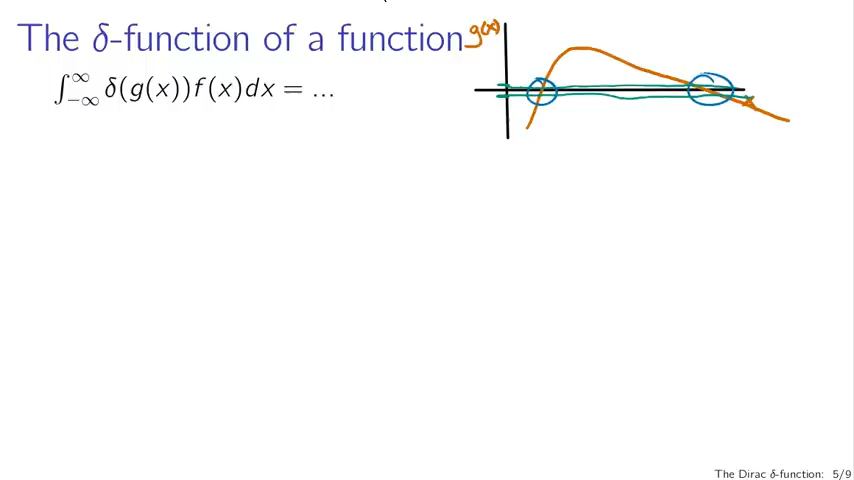 The δ-function of a function
g(x)
∫_{-∞}^{∞} δ(g(x))f(x)dx = ...
x
The Dirac δ-function: 5/9